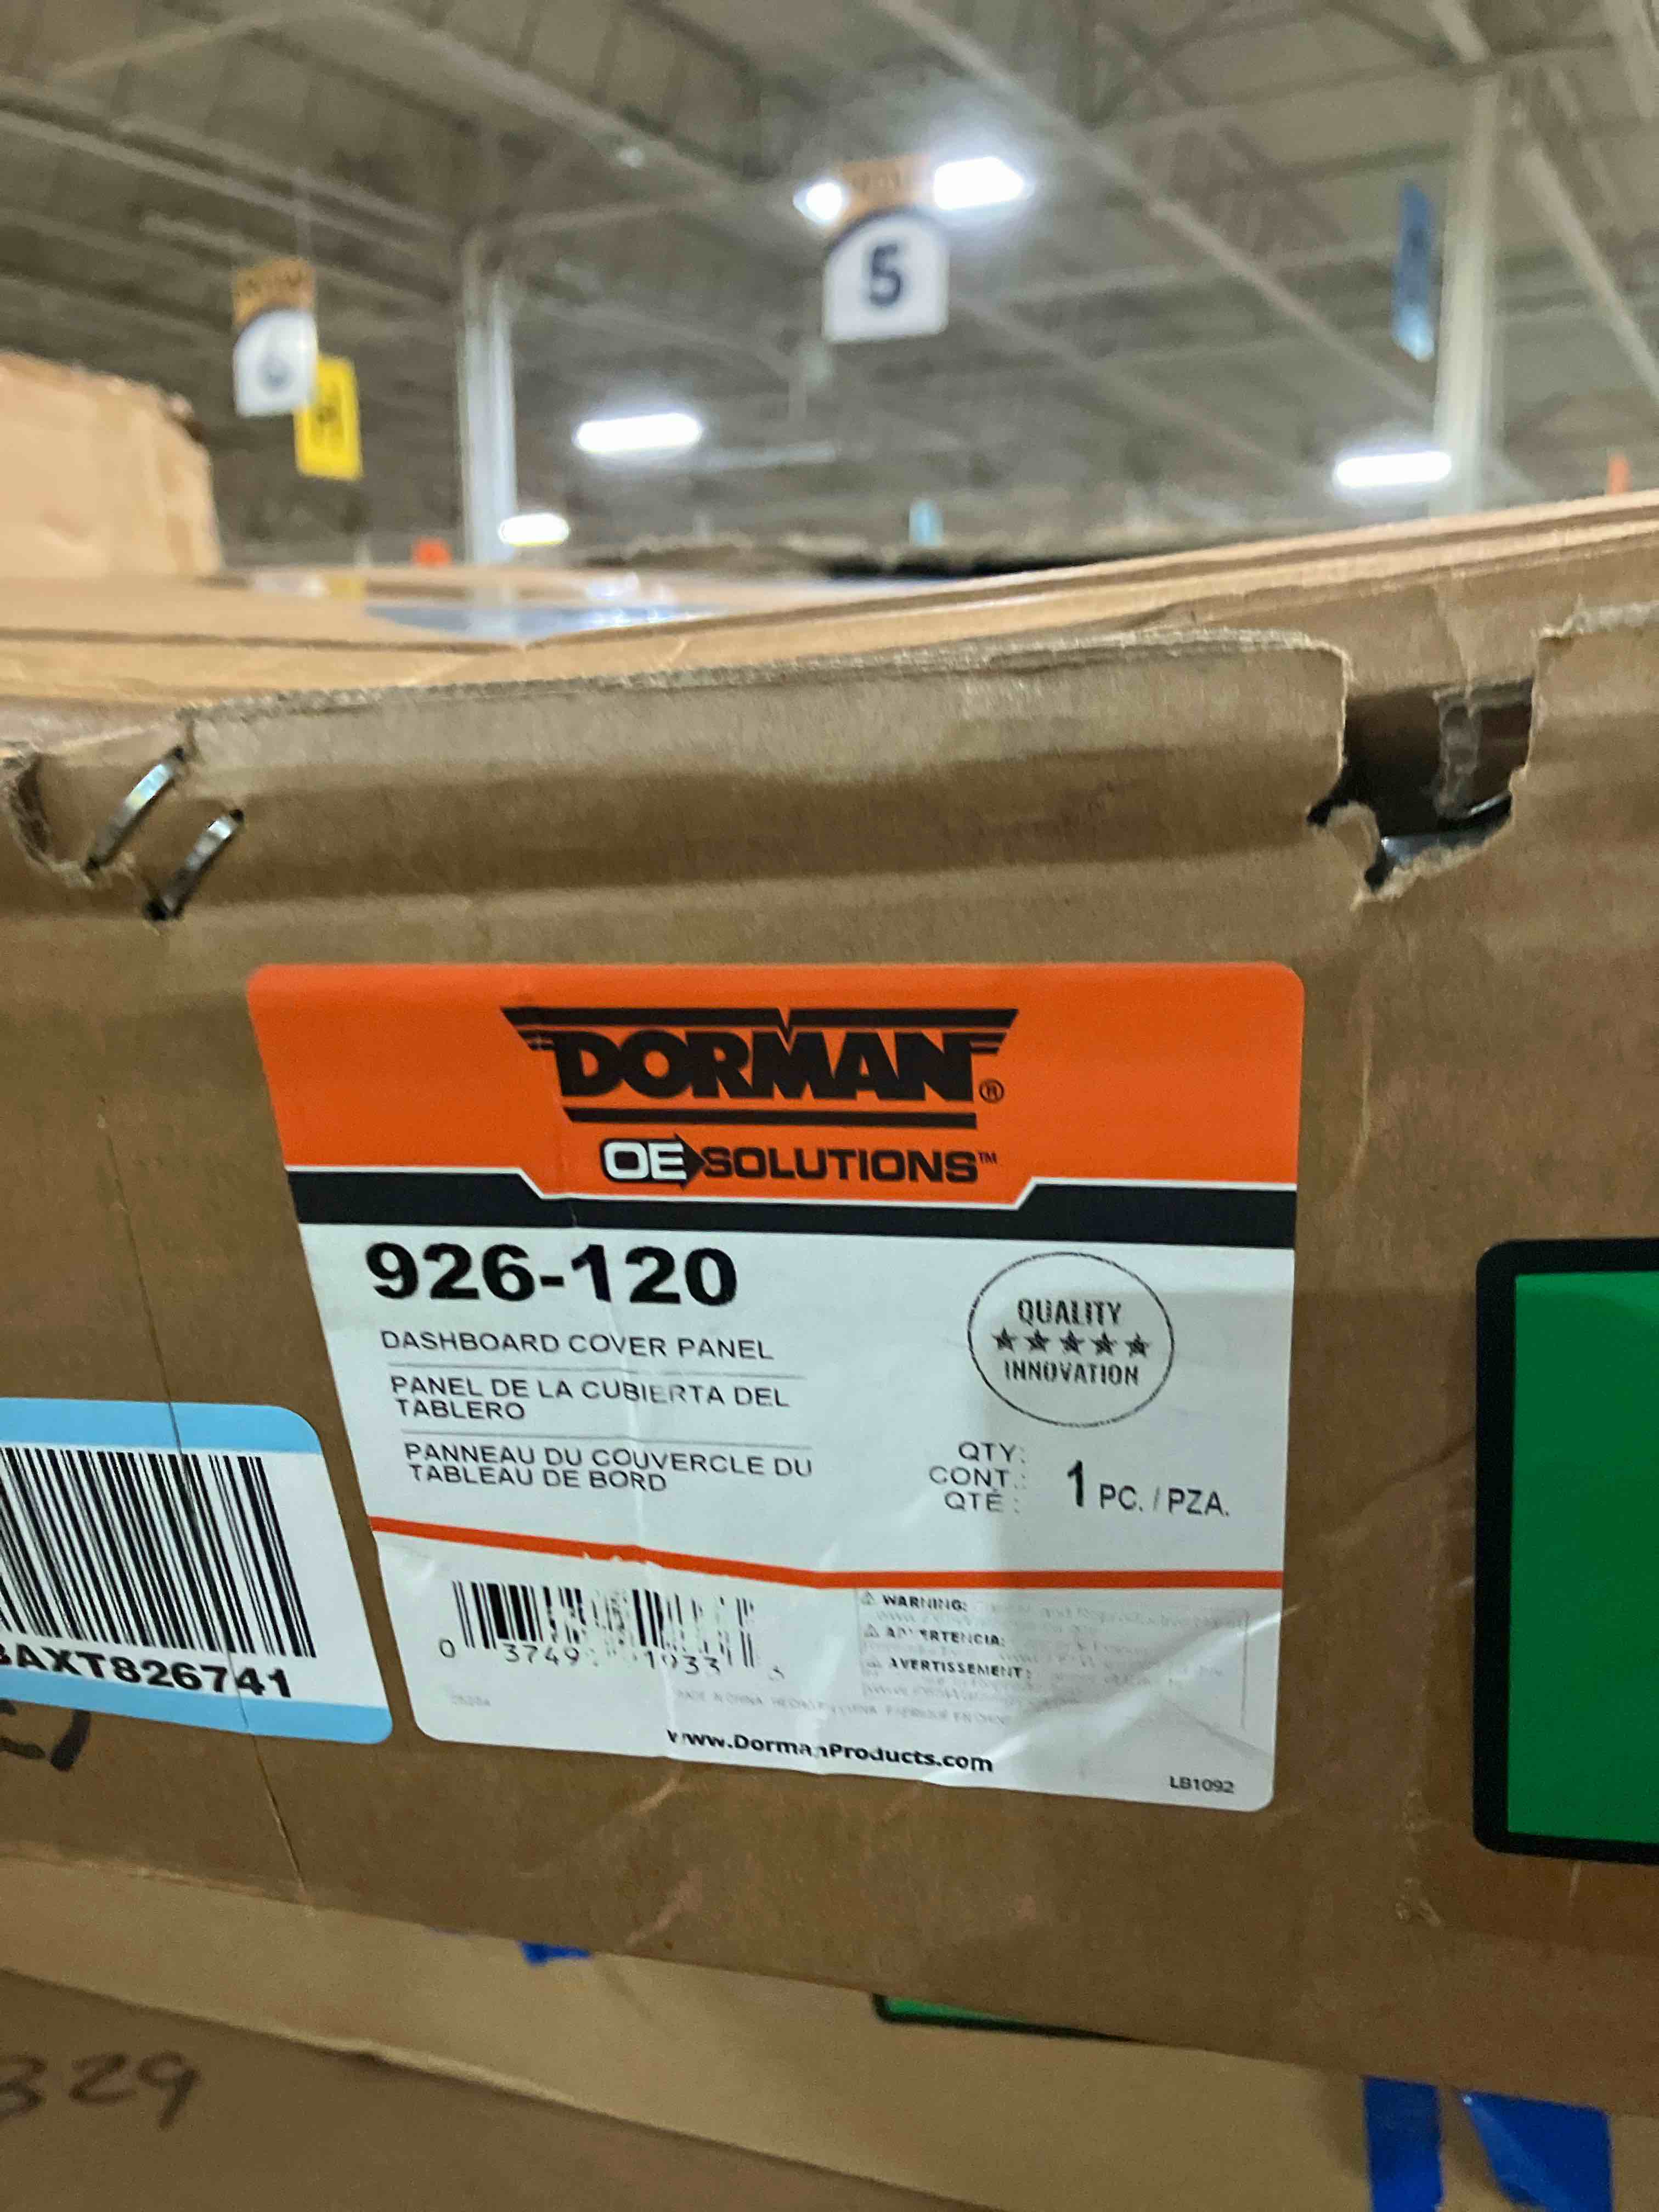 5
DORMAN®
OE SOLUTIONS™
926-120
DASHBOARD COVER PANEL
PANEL DE LA CUBIERTA DEL
TABLERO
PANNEAU DU COUVERCLE DU
TABLEAU DE BORD
QUALITY
INNOVATION
QTY:
CONT.:
QTÉ :
1 PC. / PZA.
AXT826741
WARNING:
AVERTISSEMENT:
www.DormanProducts.com
LB1092
329